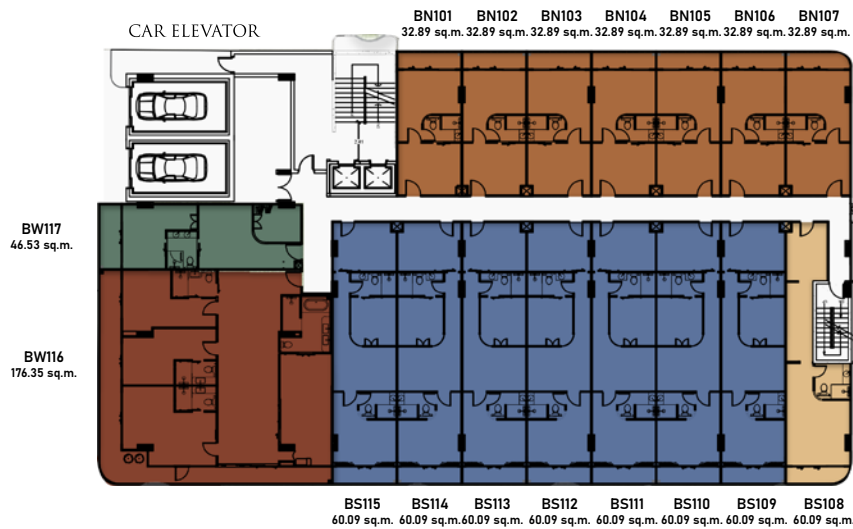 CAR ELEVATOR
BN101 BN102 BN103 BN104 BN105 BN106 BN107
32.89 sq.m. 32.89 sq.m. 32.89 sq.m. 32.89 sq.m. 32.89 sq.m. 32.89 sq.m. 32.89 sq.m.
BW117
46.53 sq.m.
BW116
176.35 sq.m.
BS115 BS114 BS113 BS112 BS111 BS110 BS109 BS108
60.09 sq.m. 60.09 sq.m. 60.09 sq.m. 60.09 sq.m. 60.09 sq.m. 60.09 sq.m. 60.09 sq.m. 60.09 sq.m.